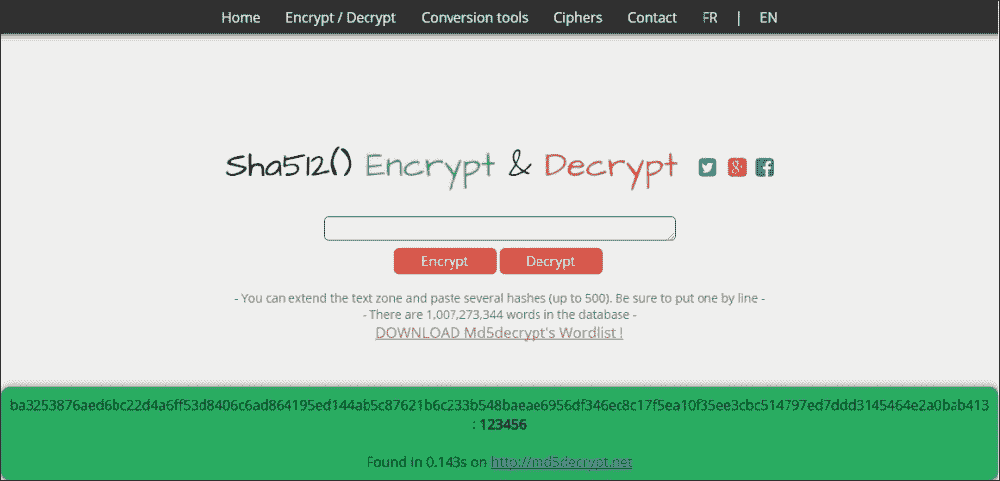 Home Encrypt / Decrypt Conversion tools Ciphers Contact FR | EN
Sha512() Encrypt & Decrypt
Encrypt Decrypt
- You can extend the text zone and paste several hashes (up to 500). Be sure to put one by line -
- There are 1,007,273,344 words in the database -
DOWNLOAD Md5decrypt's Wordlist !
ba3253876aed6bc22d4a6ff53d8406c6ad864195ed144ab5c87621b6c233b548baeae6956df346ec8c17f5ea10f35ee3cbc514797ed7ddd3145464e2a0bab413
: 123456
Found in 0.143s on http://md5decrypt.net